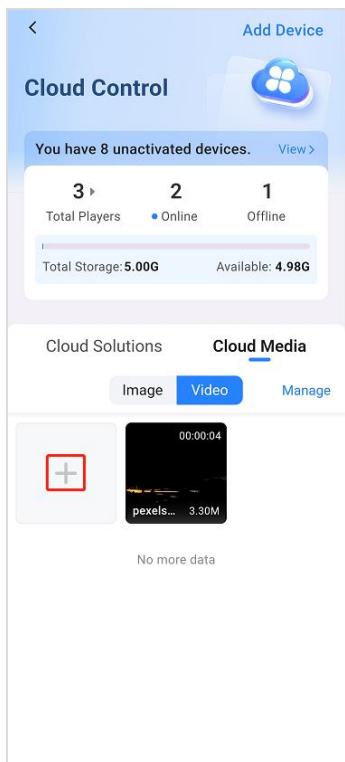 Add Device
Cloud Control
You have 8 unactivated devices. View >
3 2 1
Total Players Online Offline
Total Storage: 5.00G Available: 4.98G
Cloud Solutions Cloud Media
Image Video Manage
00:00:04
pexels... 3.30M
No more data